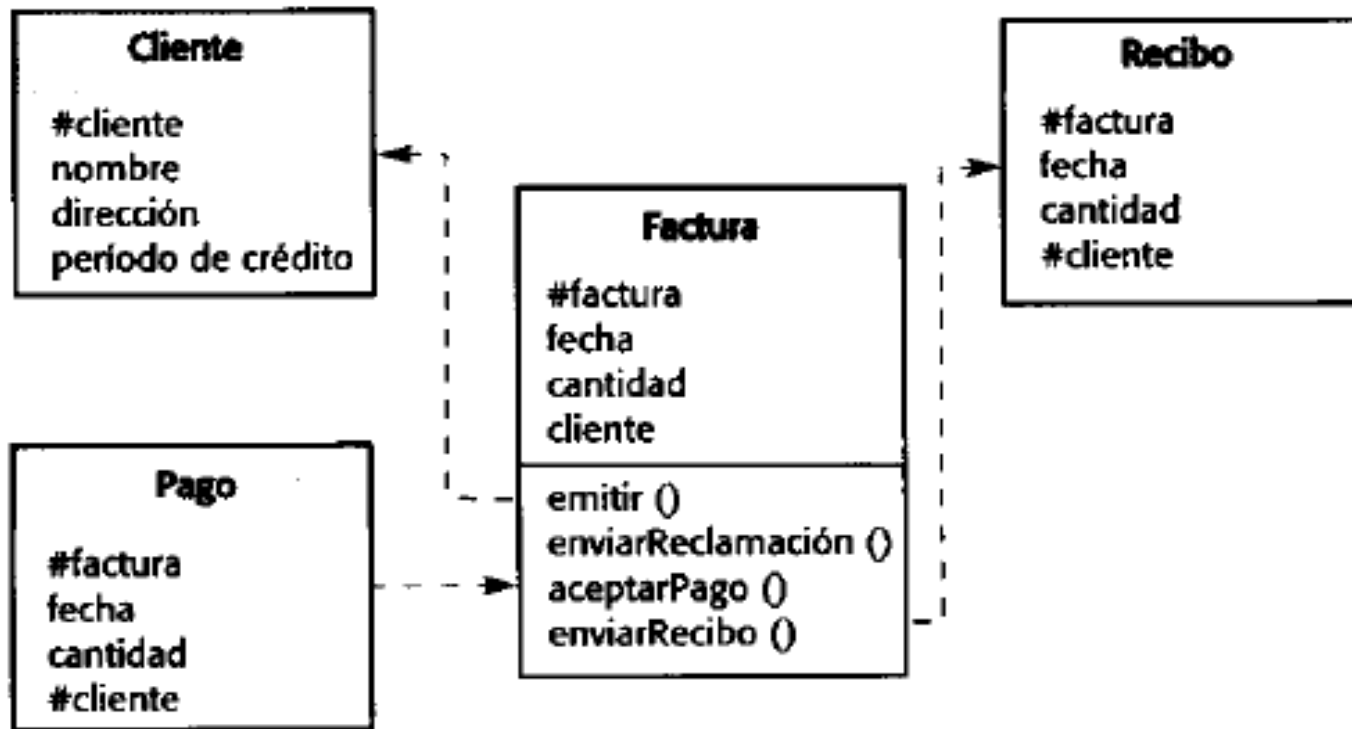 Cliente
#cliente
nombre
dirección
período de crédito
Recibo
#factura
fecha
cantidad
#cliente
Factura
#factura
fecha
cantidad
cliente
emitir ()
enviarReclamación ()
aceptarPago ()
enviarRecibo ()
Pago
#factura
fecha
cantidad
#cliente